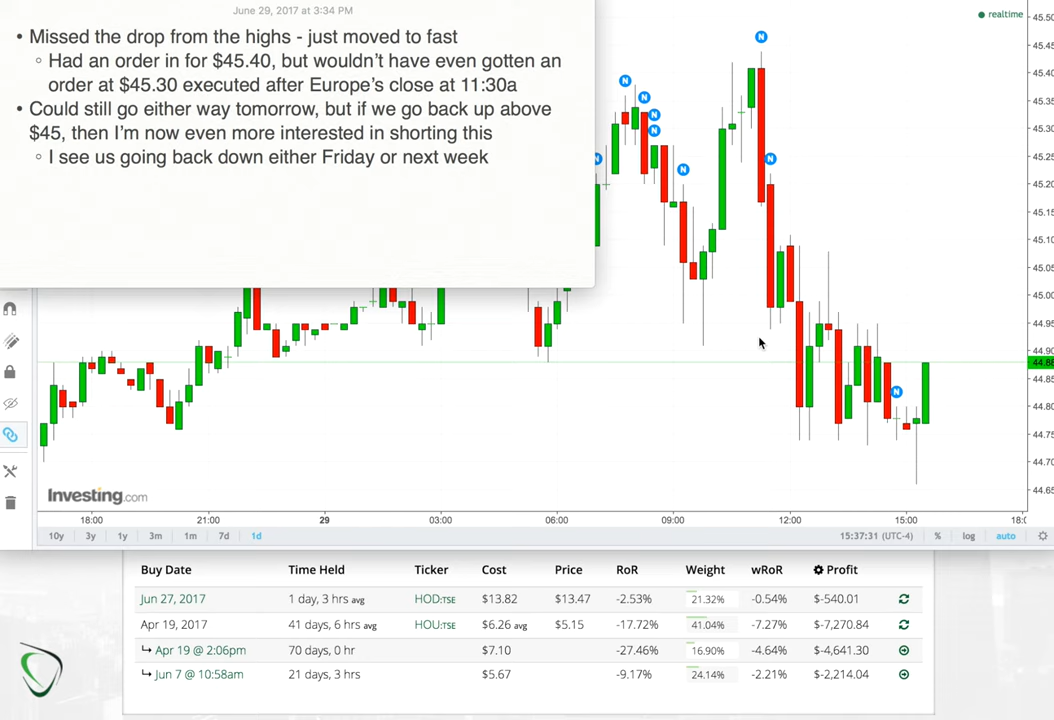 June 29, 2017 at 3:34 PM
• Missed the drop from the highs - just moved to fast
◦ Had an order in for $45.40, but wouldn't have even gotten an
order at $45.30 executed after Europe's close at 11:30a
• Could still go either way tomorrow, but if we go back up above
$45, then I'm now even more interested in shorting this
◦ I see us going back down either Friday or next week
realtime
45.50
45.45
45.40
45.35
45.30
45.25
45.20
45.15
45.10
45.05
45.00
44.95
44.90
44.88
44.85
44.80
44.75
44.70
44.65
N
N
N
N
N
N
N
N
N
Investing.com
18:00 21:00 29 03:00 06:00 09:00 12:00 15:00
10y 3y 1y 3m 1m 7d 1d 15:37:31 (UTC-4) % log auto
Buy Date Time Held Ticker Cost Price RoR Weight wRoR Profit
Jun 27, 2017 1 day, 3 hrs avg HOD:TSE $13.82 $13.47 -2.53% 21.32% -0.54% $-540.01
Apr 19, 2017 41 days, 6 hrs avg HOU:TSE $6.26 avg $5.15 -17.72% 41.04% -7.27% $-7,270.84
Apr 19 @ 2:06pm 70 days, 0 hr $7.10 -27.46% 16.90% -4.64% $-4,641.30
Jun 7 @ 10:58am 21 days, 3 hrs $5.67 -9.17% 24.14% -2.21% $-2,214.04